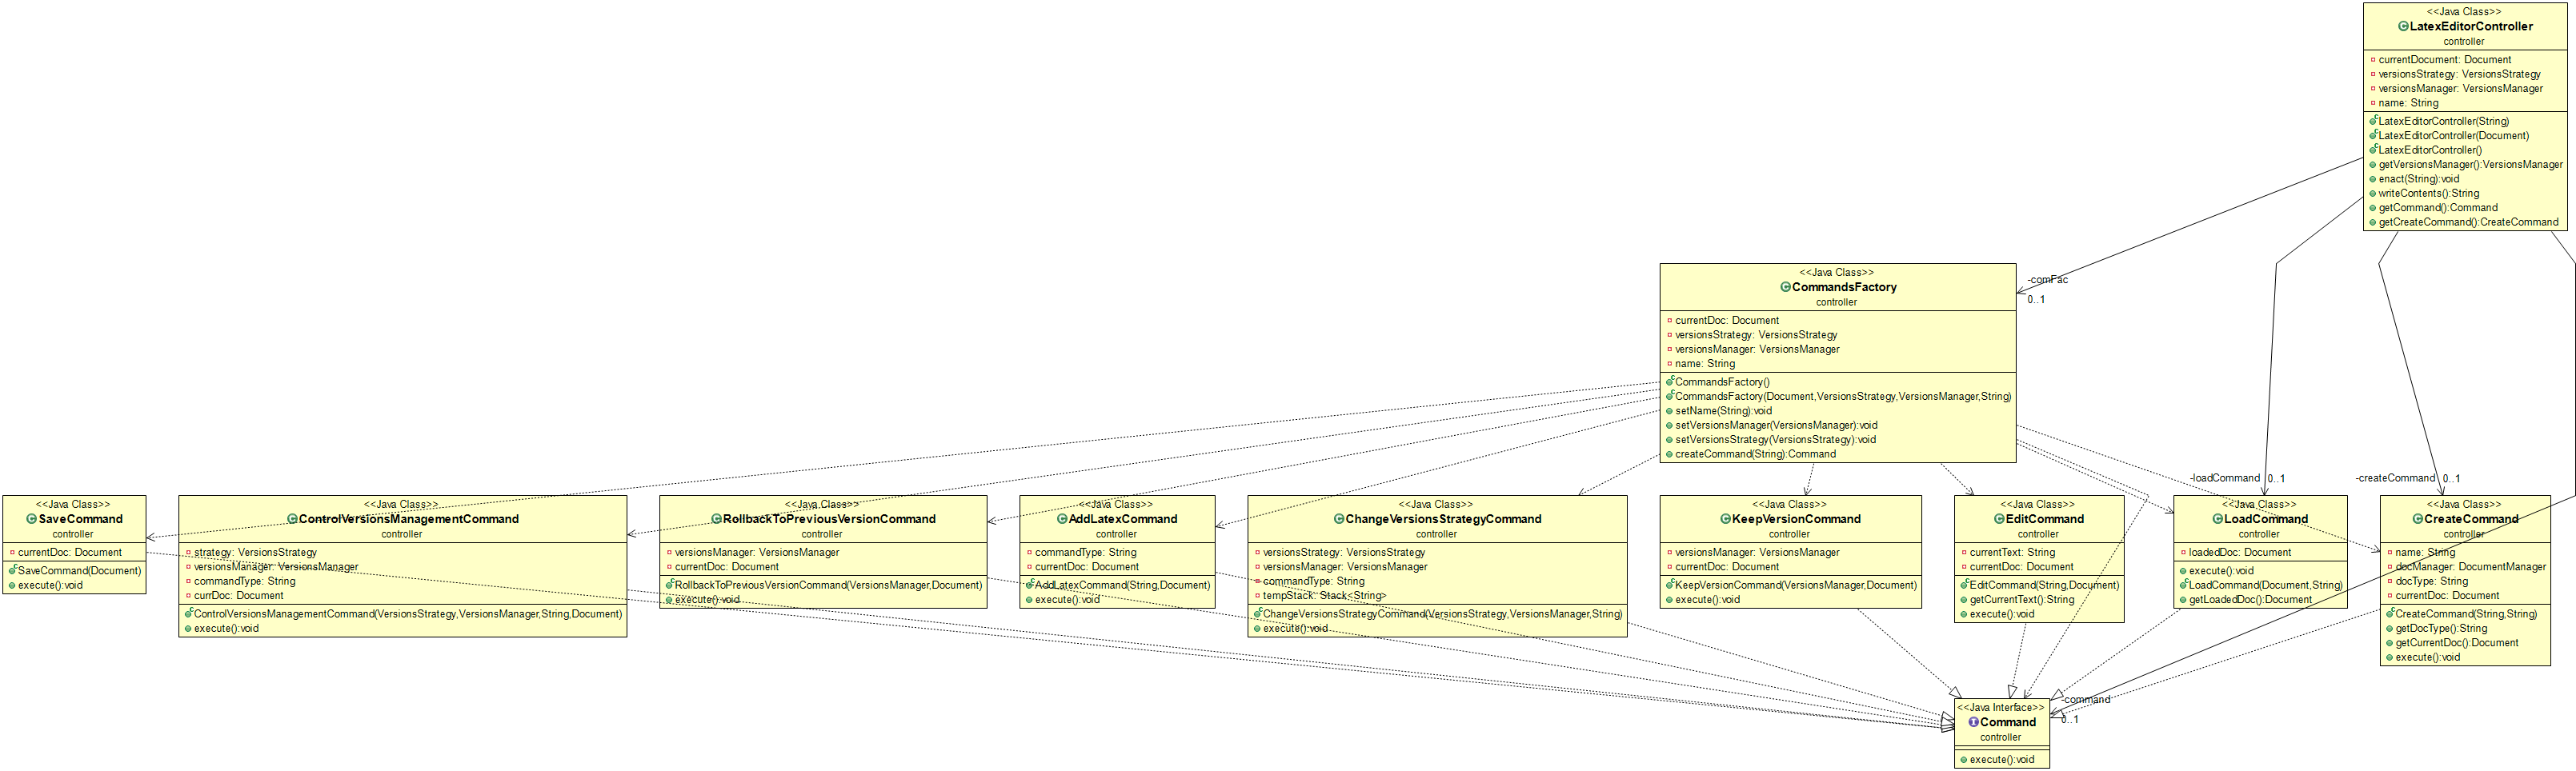 <<Java Class>>
LatexEditorController
controller
currentDocument: Document
versionsStrategy: VersionsStrategy
versionsManager: VersionsManager
name: String
LatexEditorController(String)
LatexEditorController(Document)
LatexEditorController()
getVersionsManager():VersionsManager
enact(String):void
writeContents():String
getCommand():Command
getCreateCommand():CreateCommand
<<Java Class>>
CommandsFactory
controller
currentDoc: Document
versionsStrategy: VersionsStrategy
versionsManager: VersionsManager
name: String
CommandsFactory()
CommandsFactory(Document,VersionsStrategy,VersionsManager,String)
setName(String):void
setVersionsManager(VersionsManager):void
setVersionsStrategy(VersionsStrategy):void
createCommand(String):Command
-comFac
0..1
-loadCommand
0..1
-createCommand
0..1
<<Java Class>>
SaveCommand
controller
currentDoc: Document
SaveCommand(Document)
execute():void
<<Java Class>>
ControlVersionsManagementCommand
controller
strategy: VersionsStrategy
versionsManager: VersionsManager
commandType: String
currDoc: Document
ControlVersionsManagementCommand(VersionsStrategy,VersionsManager,String,Document)
execute():void
<<Java Class>>
RollbackToPreviousVersionCommand
controller
versionsManager: VersionsManager
currentDoc: Document
RollbackToPreviousVersionCommand(VersionsManager,Document)
execute():void
<<Java Class>>
AddLatexCommand
controller
commandType: String
currentDoc: Document
AddLatexCommand(String,Document)
execute():void
<<Java Class>>
ChangeVersionsStrategyCommand
controller
versionsStrategy: VersionsStrategy
versionsManager: VersionsManager
commandType: String
tempStack: Stack<String>
ChangeVersionsStrategyCommand(VersionsStrategy,VersionsManager,String)
execute():void
<<Java Class>>
KeepVersionCommand
controller
versionsManager: VersionsManager
currentDoc: Document
KeepVersionCommand(VersionsManager,Document)
execute():void
<<Java Class>>
EditCommand
controller
currentText: String
currentDoc: Document
EditCommand(String,Document)
getCurrentText():String
execute():void
<<Java Class>>
LoadCommand
controller
loadedDoc: Document
execute():void
LoadCommand(Document,String)
getLoadedDoc():Document
<<Java Class>>
CreateCommand
controller
name: String
docManager: DocumentManager
docType: String
currentDoc: Document
CreateCommand(String,String)
getDocType():String
getCurrentDoc():Document
execute():void
-command
0..1
<<Java Interface>>
Command
controller
execute():void